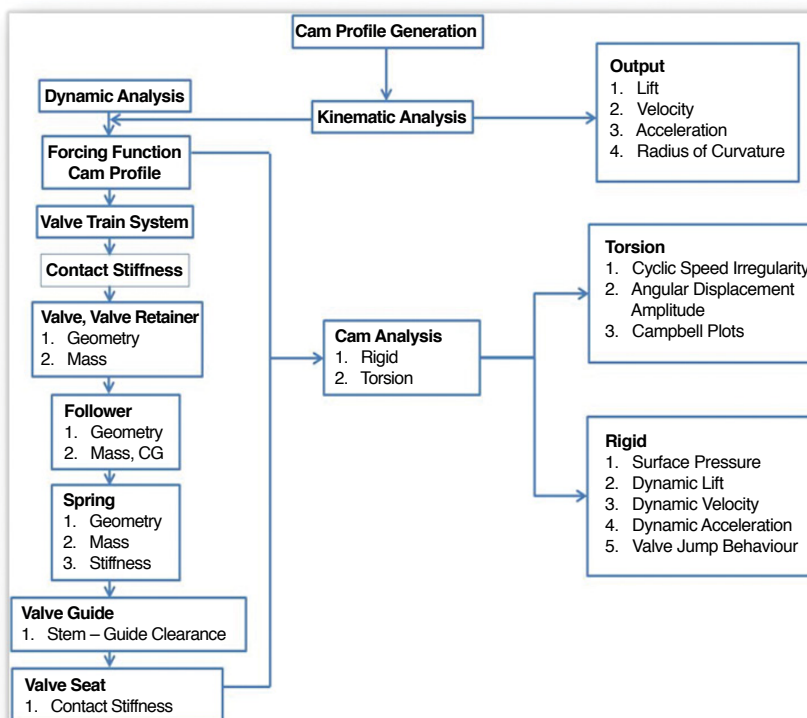 Cam Profile Generation
Dynamic Analysis
Kinematic Analysis
Output
1. Lift
2. Velocity
3. Acceleration
4. Radius of Curvature
Forcing Function
Cam Profile
Valve Train System
Contact Stiffness
Valve, Valve Retainer
1. Geometry
2. Mass
Follower
1. Geometry
2. Mass, CG
Spring
1. Geometry
2. Mass
3. Stiffness
Valve Guide
1. Stem – Guide Clearance
Valve Seat
1. Contact Stiffness
Cam Analysis
1. Rigid
2. Torsion
Torsion
1. Cyclic Speed Irregularity
2. Angular Displacement
Amplitude
3. Campbell Plots
Rigid
1. Surface Pressure
2. Dynamic Lift
3. Dynamic Velocity
4. Dynamic Acceleration
5. Valve Jump Behaviour